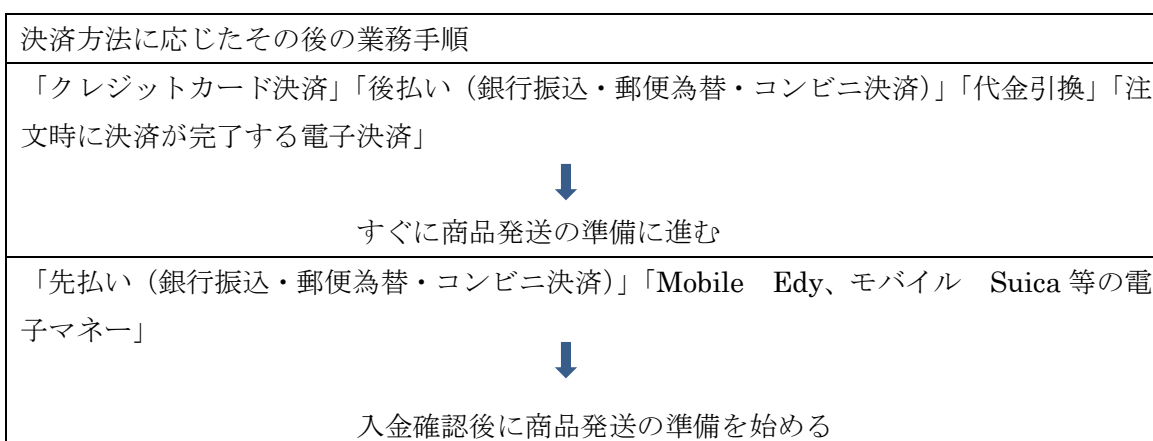 決済方法に応じたその後の業務手順
「クレジットカード決済」「後払い（銀行振込・郵便為替・コンビニ決済）」「代金引換」「注
文時に決済が完了する電子決済」
すぐに商品発送の準備に進む
「先払い（銀行振込・郵便為替・コンビニ決済）」「Mobile　Edy、モバイル　Suica 等の電
子マネー」
入金確認後に商品発送の準備を始める